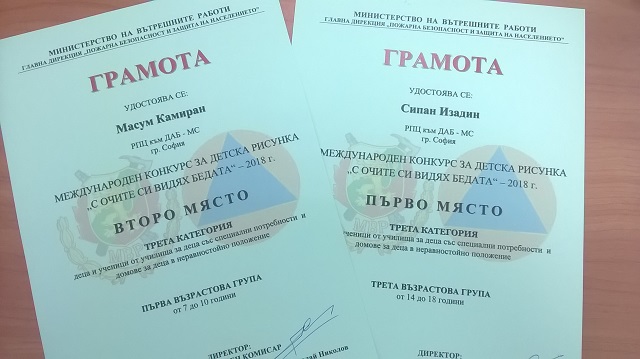 МИНИСТЕРСТВО НА ВЪТРЕШНИТЕ РАБОТИ
ГЛАВНА ДИРЕКЦИЯ „ПОЖАРНА БЕЗОПАСНОСТ И ЗАЩИТА НА НАСЕЛЕНИЕТО"
ГРАМОТА
УДОСТОЯВА СЕ:
Масум Камиран
РПЦ към ДАБ - МС
гр. София
МЕЖДУНАРОДЕН КОНКУРС ЗА ДЕТСКА РИСУНКА
„С ОЧИТЕ СИ ВИДЯХ БЕДАТА" – 2018 г.
ВТОРО МЯСТО
ТРЕТА КАТЕГОРИЯ
деца и ученици от училища за деца със специални потребности и
домове за деца в неравностойно положение
ПЪРВА ВЪЗРАСТОВА ГРУПА
от 7 до 10 години
ДИРЕКТОР:
КОМИСАР
Николов
МИНИСТЕРСТВО НА ВЪТРЕШНИТЕ РАБОТИ
ГЛАВНА ДИРЕКЦИЯ „ПОЖАРНА БЕЗОПАСНОСТ И ЗАЩИТА НА НАСЕЛЕНИЕТО"
ГРАМОТА
УДОСТОЯВА СЕ:
Сипан Изадин
РПЦ към ДАБ - МС
гр. София
МЕЖДУНАРОДЕН КОНКУРС ЗА ДЕТСКА РИСУНКА
„С ОЧИТЕ СИ ВИДЯХ БЕДАТА" – 2018 г.
ПЪРВО МЯСТО
ТРЕТА КАТЕГОРИЯ
ученици от училища за деца със специални потребности и
домове за деца в неравностойно положение
ТРЕТА ВЪЗРАСТОВА ГРУПА
от 14 до 18 години
ДИРЕКТОР: